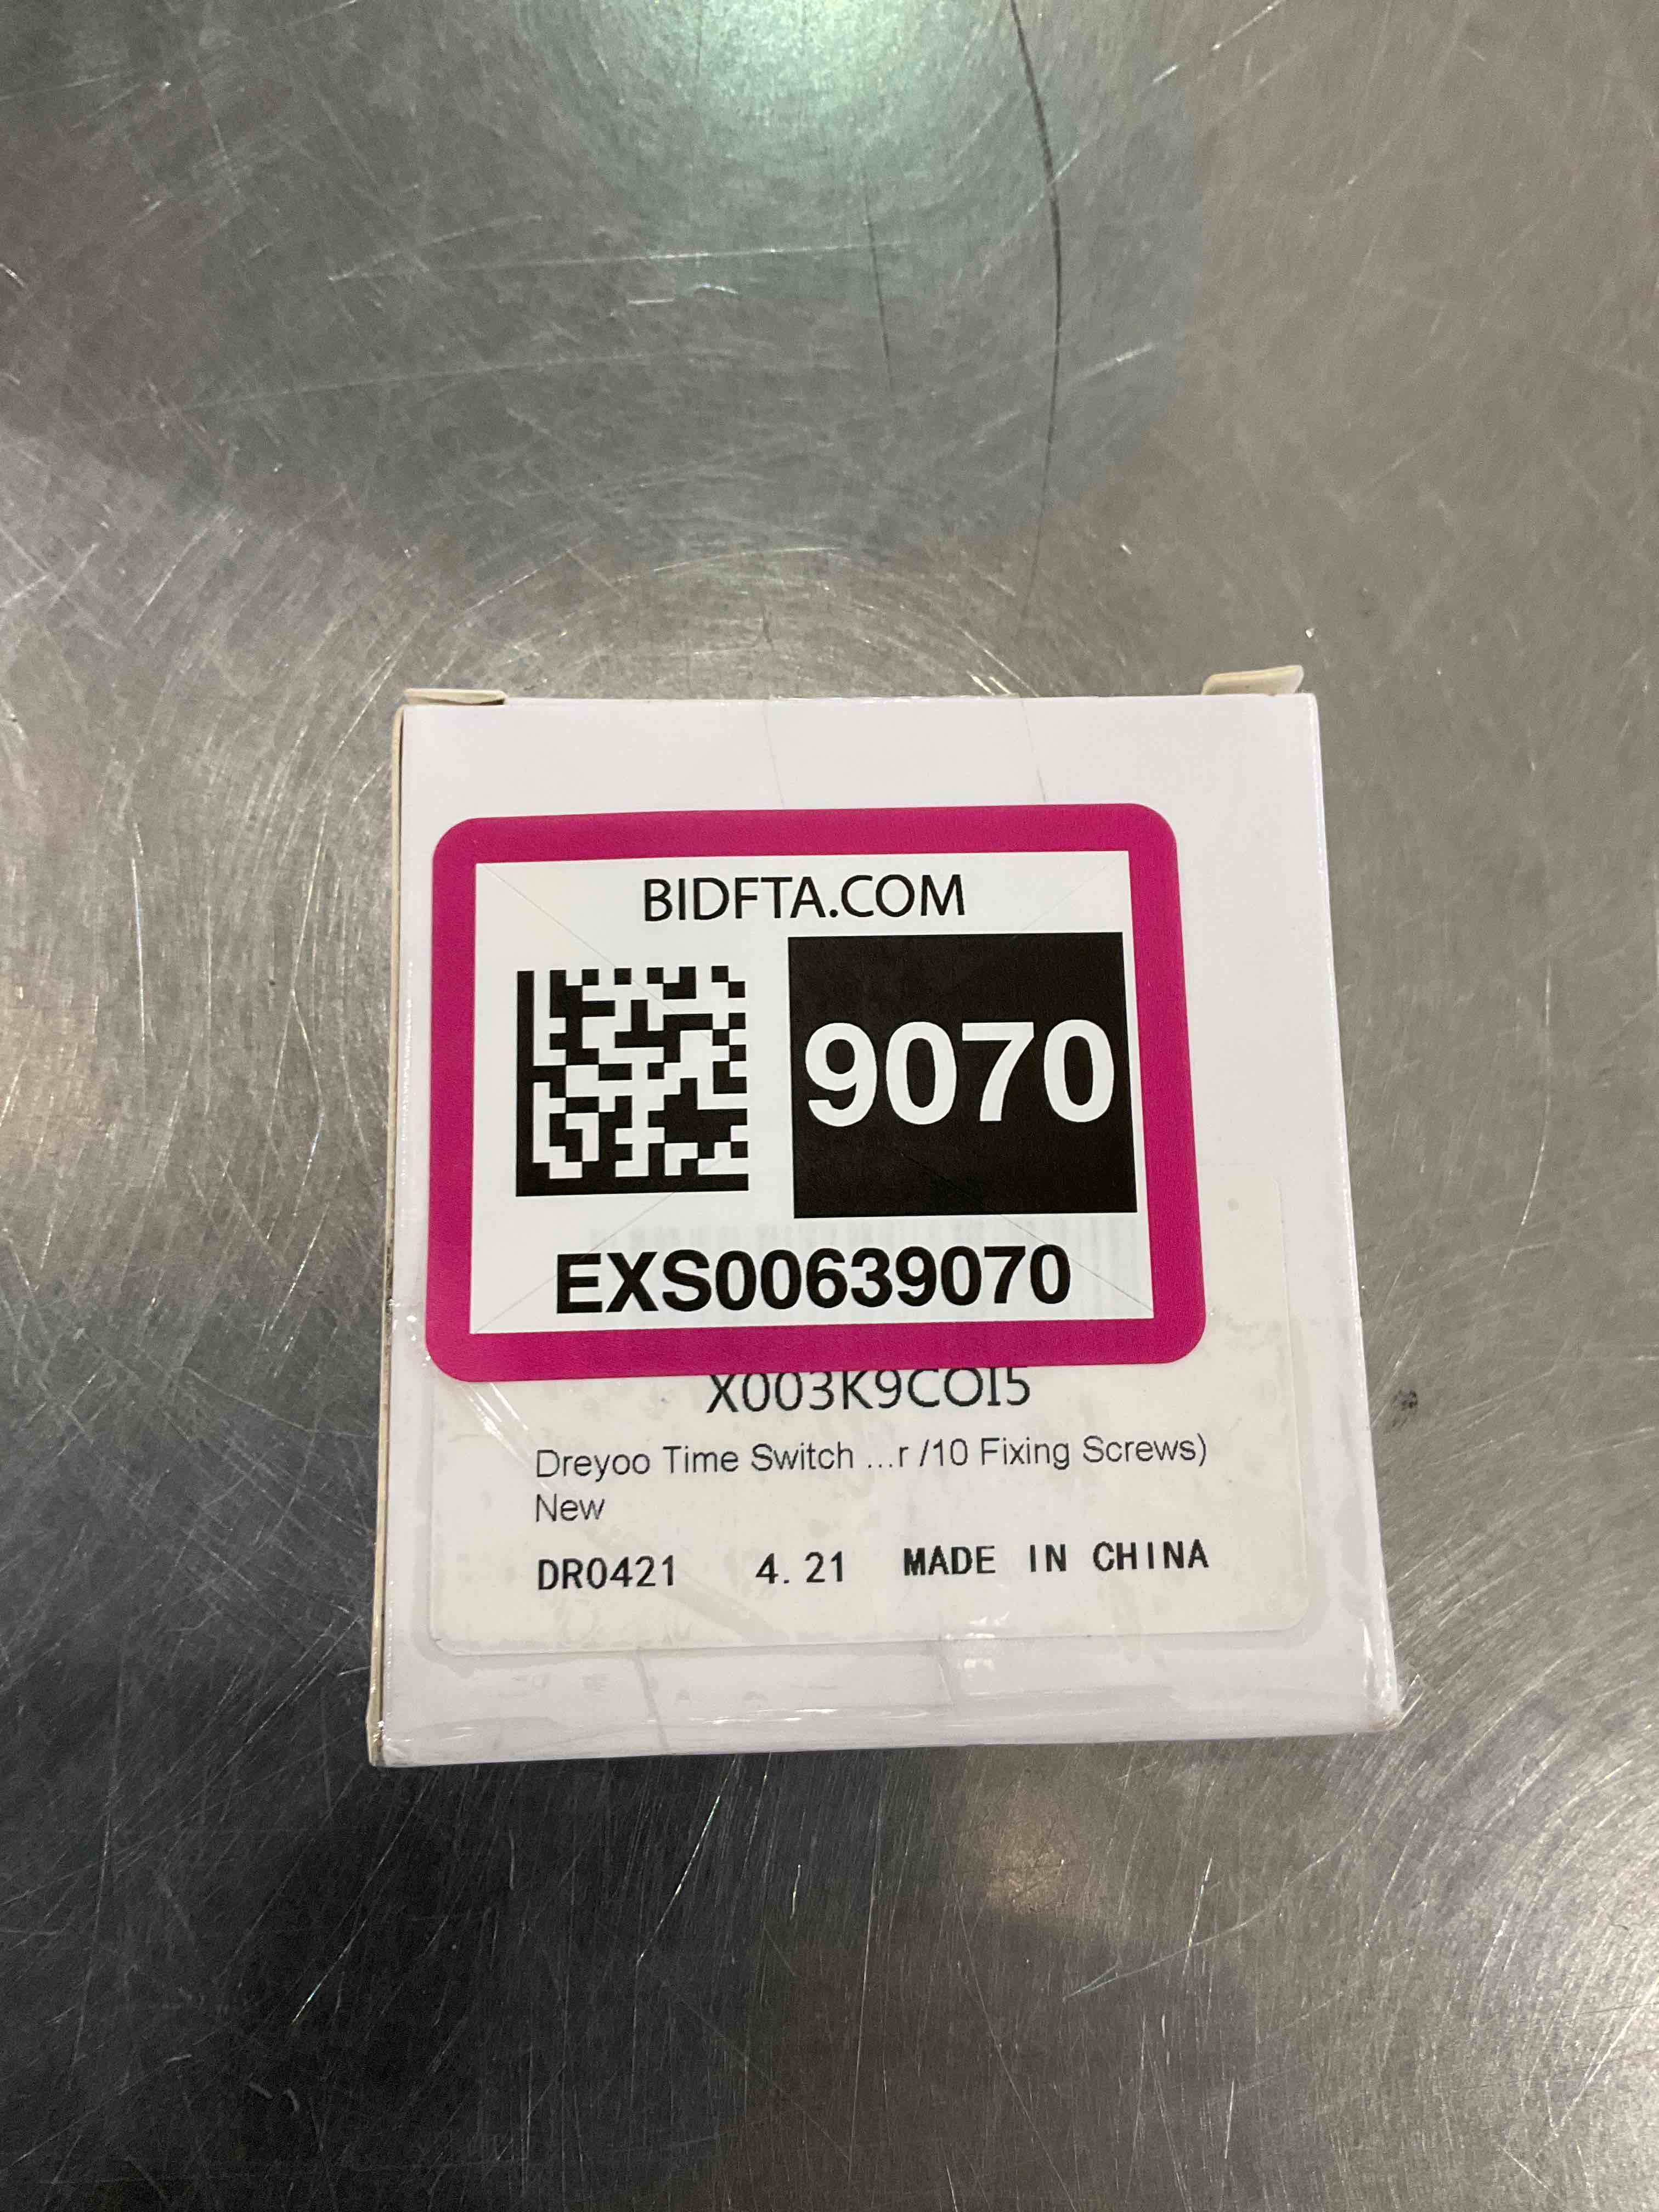 BIDFTA.COM
9070
EXS00639070
X003K9COI5
Dreyoo Time Switch ...r /10 Fixing Screws)
New
DR0421 4. 21 MADE IN CHINA